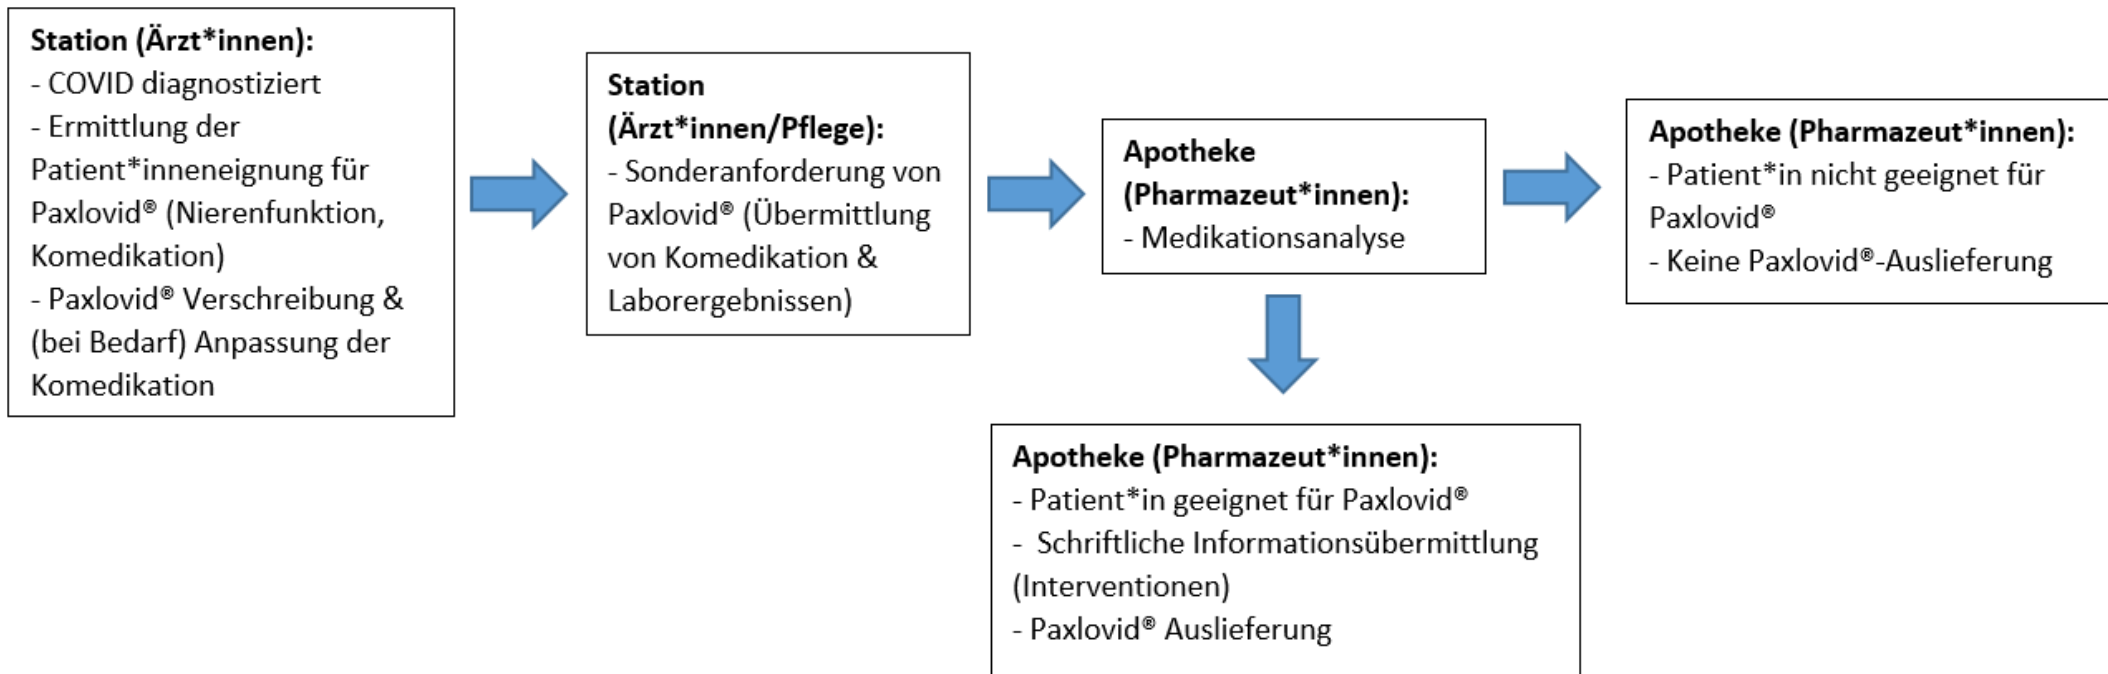 Station (Ärzt*innen):
- COVID diagnostiziert
- Ermittlung der
Patient*inneneignung für
Paxlovid® (Nierenfunktion,
Komedikation)
- Paxlovid® Verschreibung &
(bei Bedarf) Anpassung der
Komedikation
Station
(Ärzt*innen/Pflege):
- Sonderanforderung von
Paxlovid® (Übermittlung
von Komedikation &
Laborergebnissen)
Apotheke
(Pharmazeut*innen):
- Medikationsanalyse
Apotheke (Pharmazeut*innen):
- Patient*in nicht geeignet für
Paxlovid®
- Keine Paxlovid®-Auslieferung
Apotheke (Pharmazeut*innen):
- Patient*in geeignet für Paxlovid®
- Schriftliche Informationsübermittlung
(Interventionen)
- Paxlovid® Auslieferung